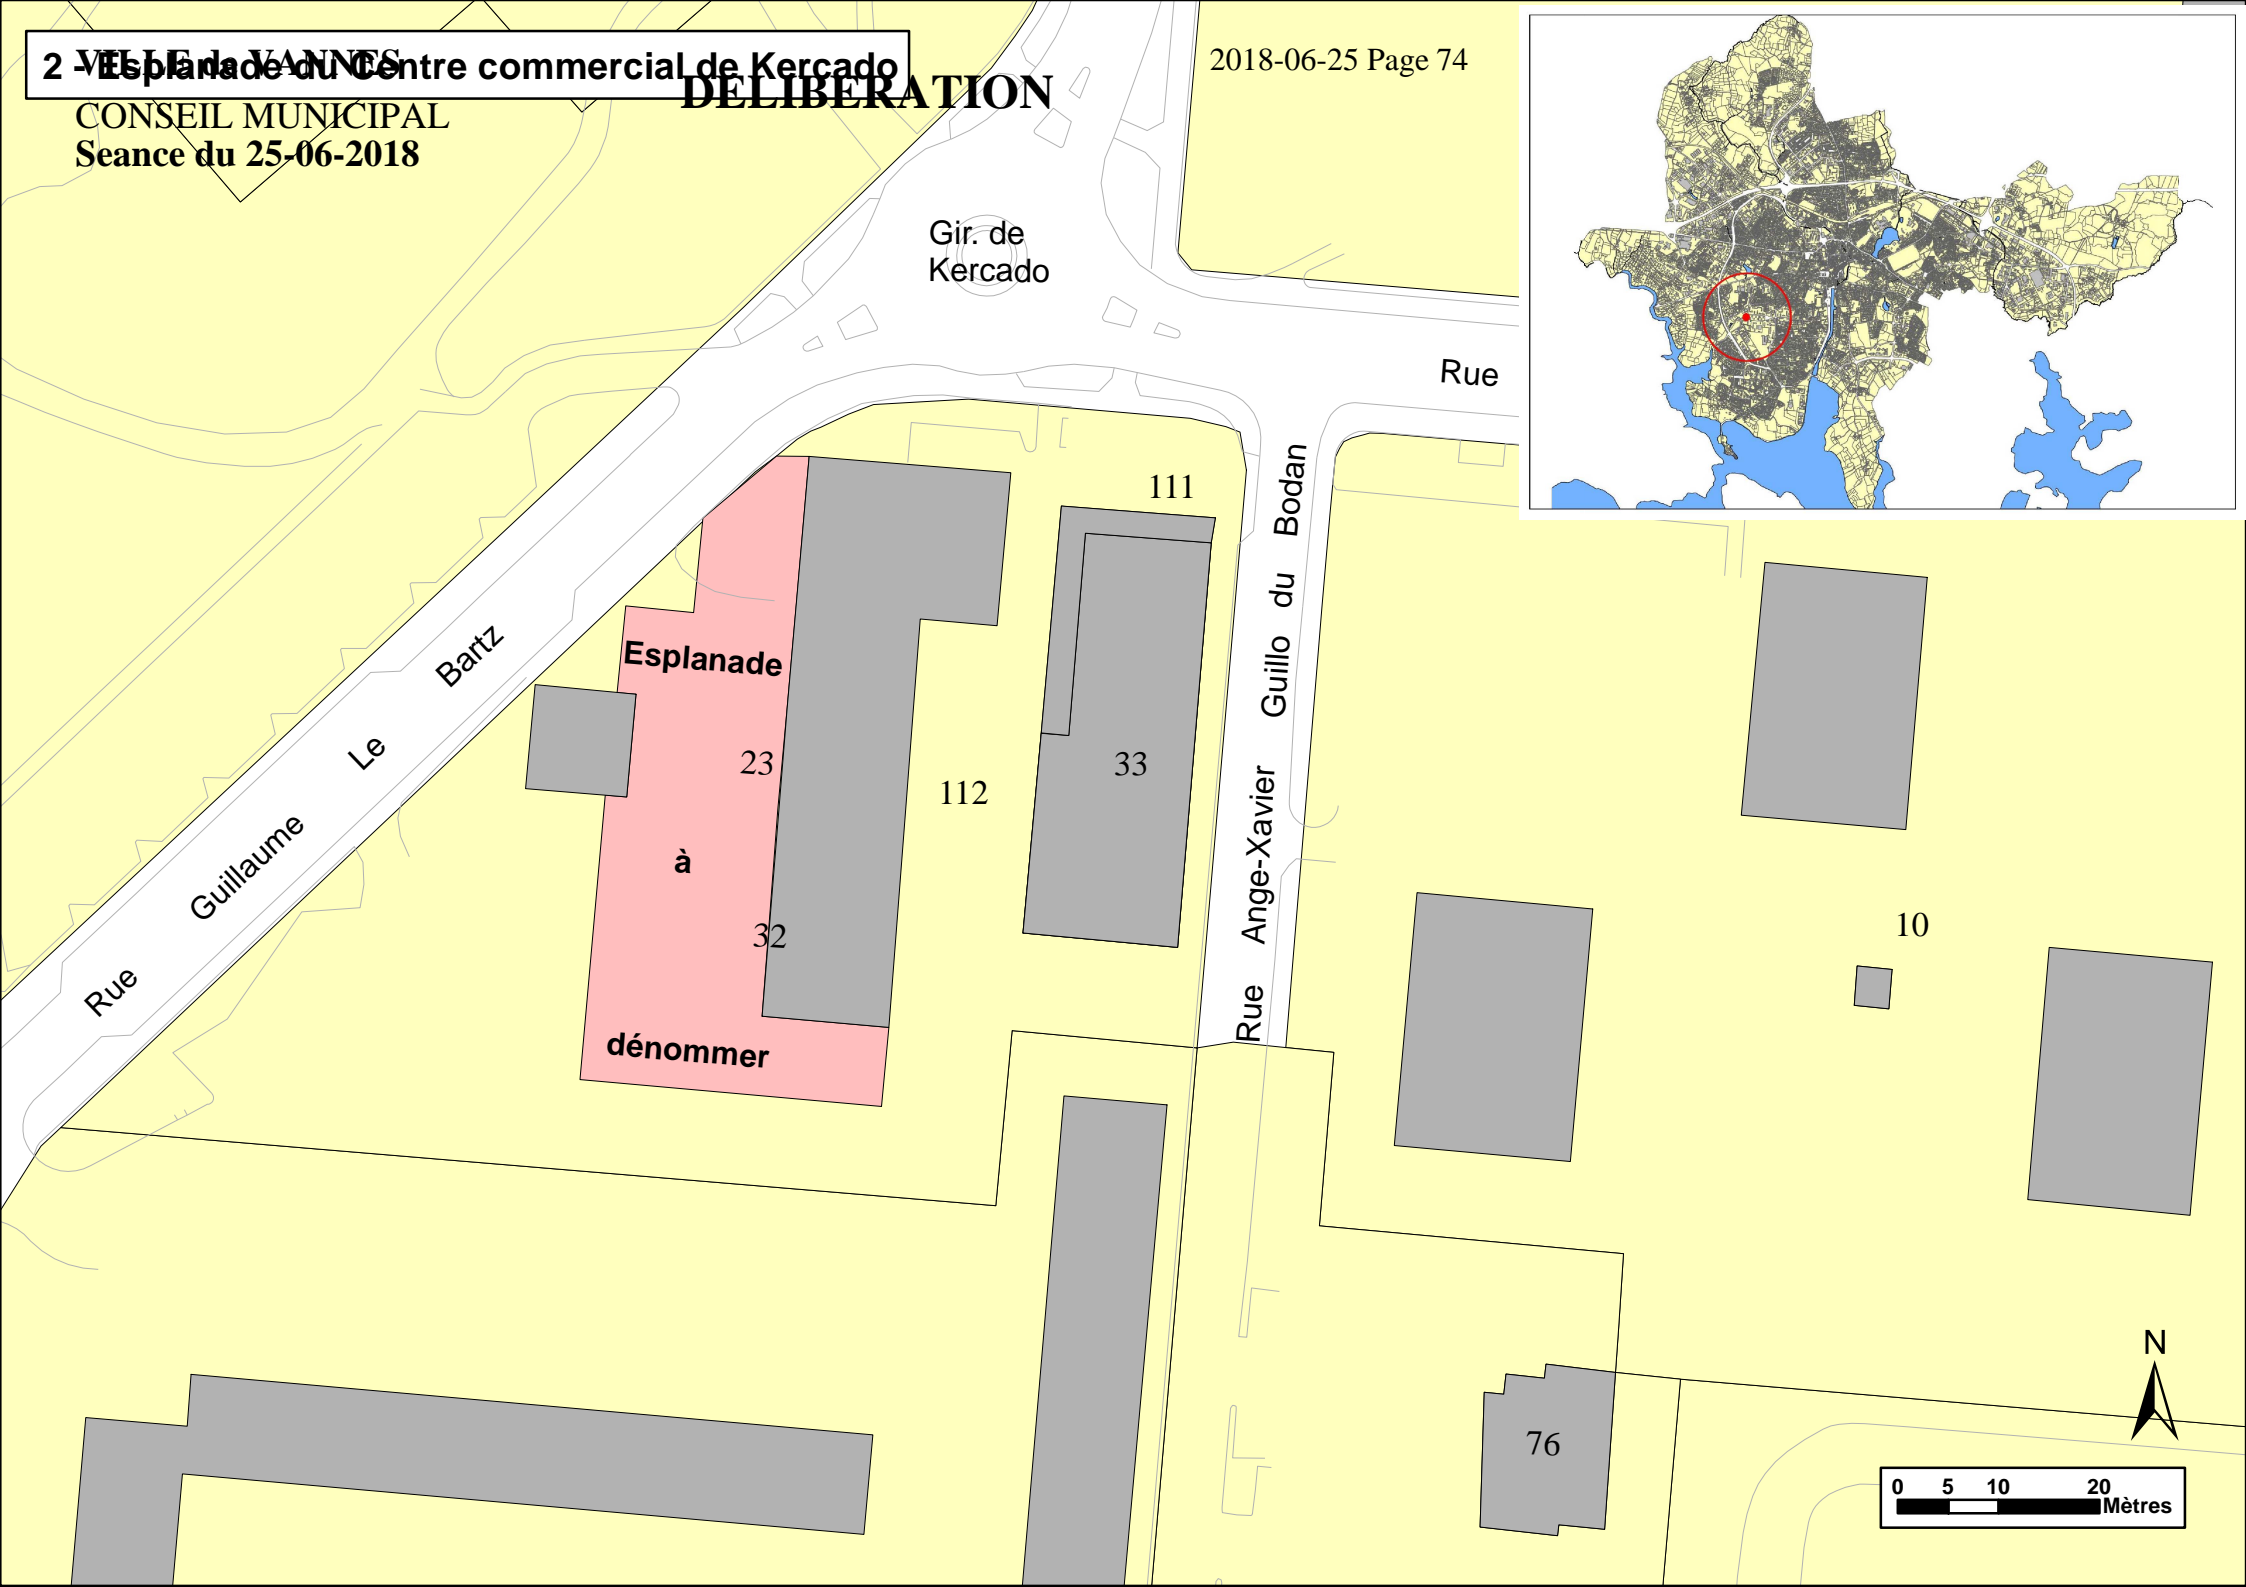 VILLE de VANNES
2 - Esplanade du Centre commercial de Kercado
DELIBERATION
2018-06-25 Page 74
CONSEIL MUNICIPAL
Seance du 25-06-2018
Gir. de
Kercado
Rue
111
Rue Ange-Xavier Guillo du Bodan
Rue Guillaume Le Bartz
Esplanade
à
dénommer
23
32
112
33
10
76
N
0 5 10 20
Mètres